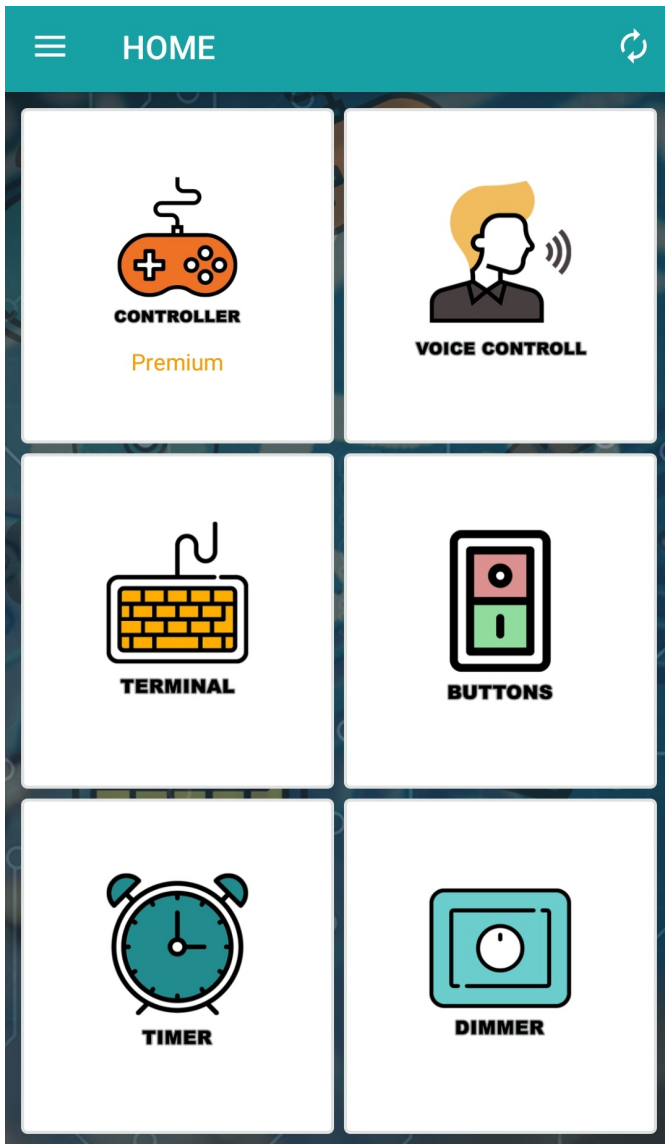 HOME
CONTROLLER
Premium
VOICE CONTROLL
TERMINAL
BUTTONS
TIMER
DIMMER